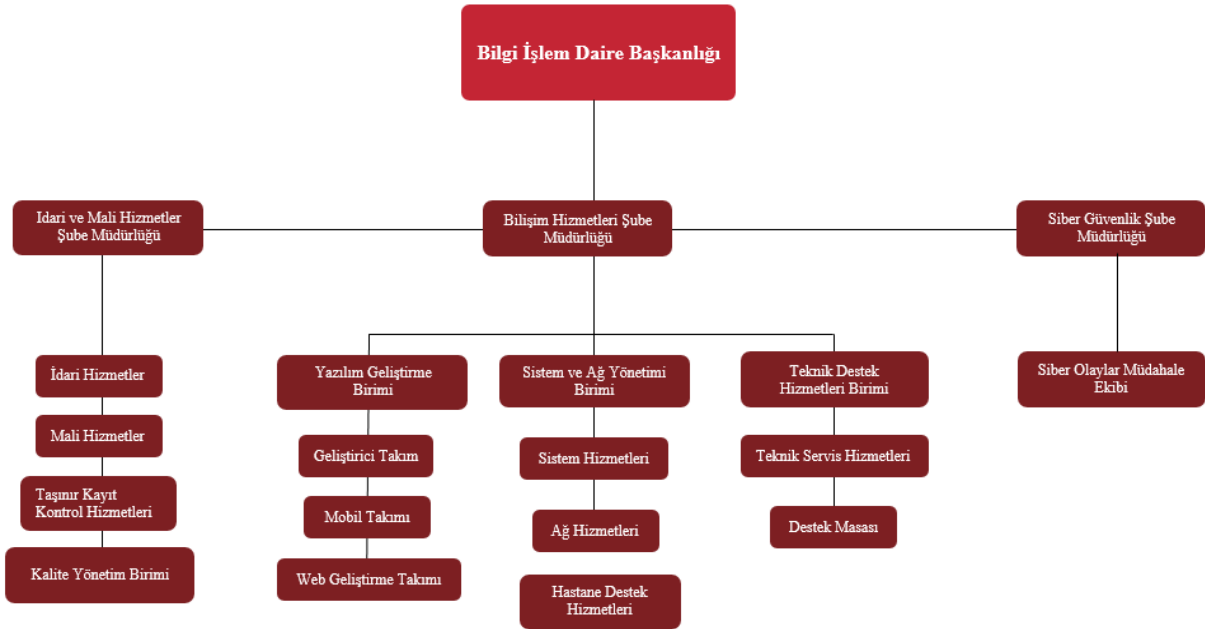 Bilgi İşlem Daire Başkanlığı
Idari ve Mali Hizmetler
Şube Müdürlüğü
Bilişim Hizmetleri Şube
Müdürlüğü
Siber Güvenlik Şube
Müdürlüğü
İdari Hizmetler
Mali Hizmetler
Taşınır Kayıt
Kontrol Hizmetleri
Kalite Yönetim Birimi
Yazılım Geliştirme
Birimi
Geliştirici Takım
Mobil Takımı
Web Geliştirme Takımı
Sistem ve Ağ Yönetimi
Birimi
Sistem Hizmetleri
Ağ Hizmetleri
Hastane Destek
Hizmetleri
Teknik Destek
Hizmetleri Birimi
Teknik Servis Hizmetleri
Destek Masası
Siber Olaylar Müdahale
Ekibi